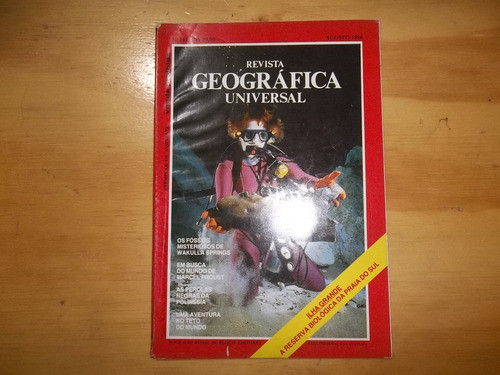 REVISTA
GEOGRÁFICA
UNIVERSAL
OS FÓSSEIS
MISTERIOSOS DE
WAKULLA SPRINGS
EM BUSCA
DO MUNDO DE
MARCEL PROUST
AS PÉROLAS
NEGRAS DA
POLINÉSIA
UMA AVENTURA
NO TETO
DO MUNDO
ILHA GRANDE
A RESERVA BIOLÓGICA DA PRAIA DO SUL